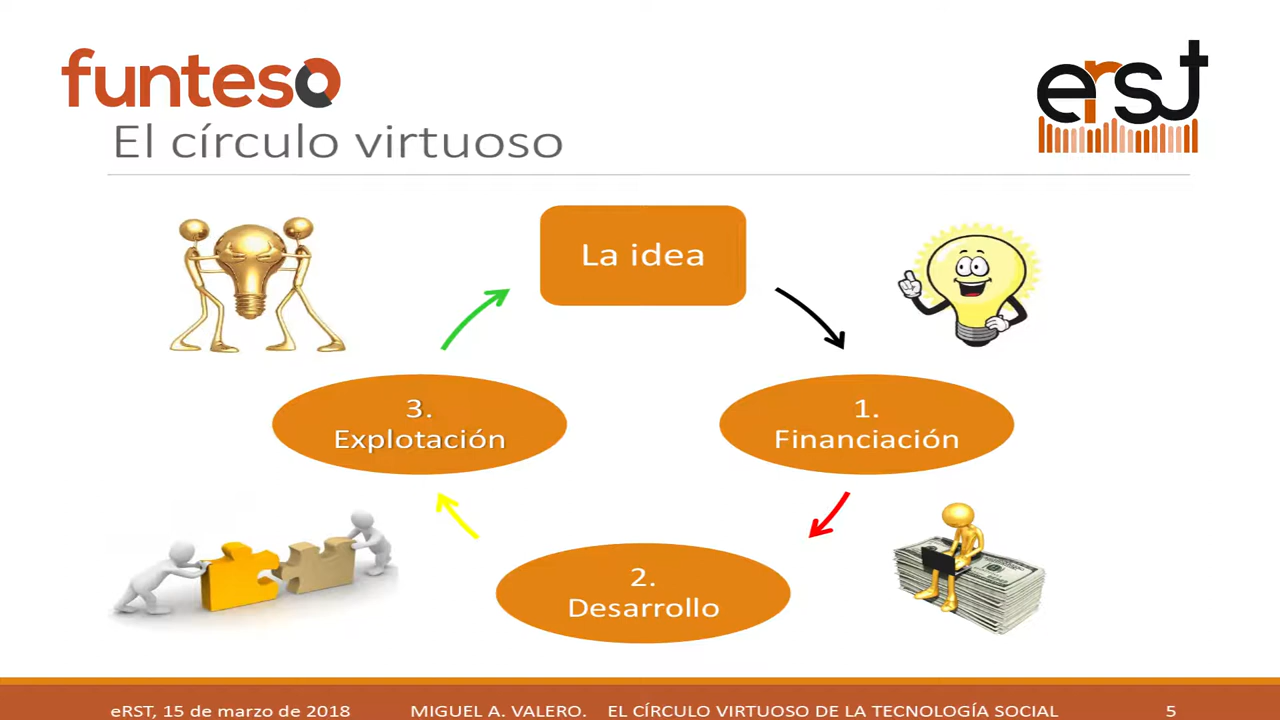 funteso
erst
El círculo virtuoso
La idea
3.
Explotación
1.
Financiación
2.
Desarrollo
eRST, 15 de marzo de 2018
MIGUEL A. VALERO. EL CÍRCULO VIRTUOSO DE LA TECNOLOGÍA SOCIAL
5